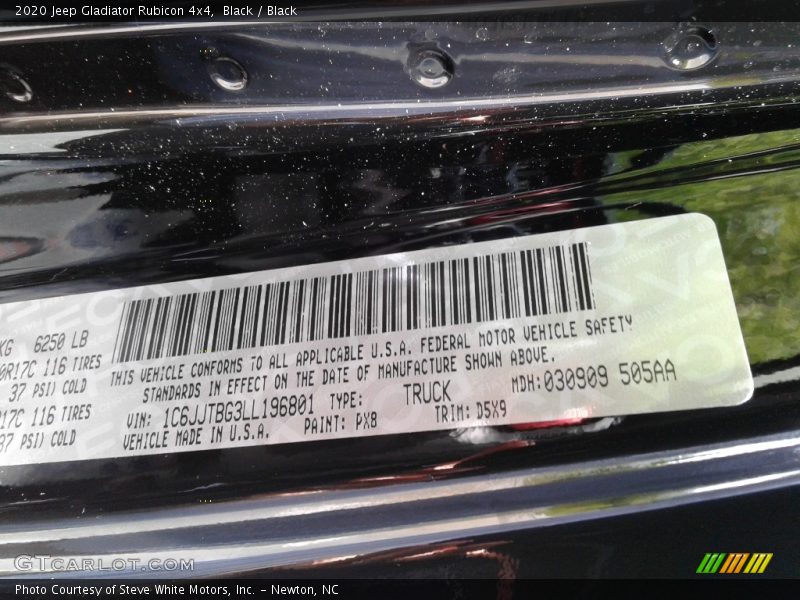 2020 Jeep Gladiator Rubicon 4x4, Black / Black
KG 6250 LB
0R17C 116 TIRES
37 PSI) COLD
R17C 116 TIRES
37 PSI) COLD
THIS VEHICLE CONFORMS TO ALL APPLICABLE U.S.A. FEDERAL MOTOR VEHICLE SAFETY
STANDARDS IN EFFECT ON THE DATE OF MANUFACTURE SHOWN ABOVE.
VIN: 1C6JJTBG3LL196801 TYPE: TRUCK MDH:030909 505AA
VEHICLE MADE IN U.S.A. PAINT: PX8 TRIM: D5X9
GTCARLOT.COM
Photo Courtesy of Steve White Motors, Inc. – Newton, NC